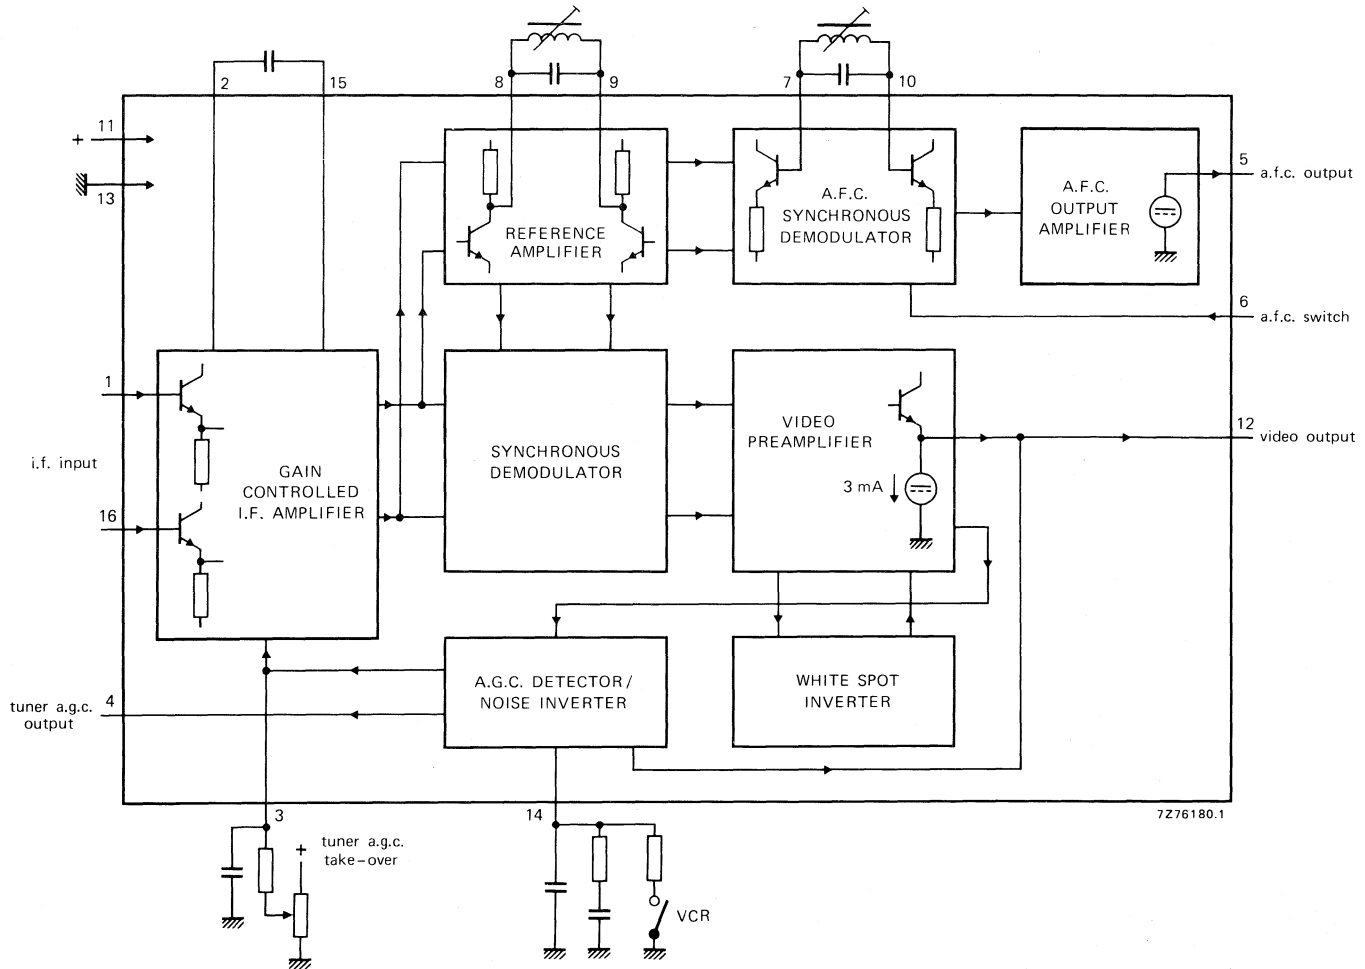 2
15
8
9
7
10
+ 11
13
REFERENCE
AMPLIFIER
A.F.C.
SYNCHRONOUS
DEMODULATOR
A.F.C.
OUTPUT
AMPLIFIER
5
a.f.c. output
6
a.f.c. switch
1
i.f. input
16
GAIN
CONTROLLED
I.F. AMPLIFIER
SYNCHRONOUS
DEMODULATOR
VIDEO
PREAMPLIFIER
3 mA
12
video output
A.G.C. DETECTOR/
NOISE INVERTER
WHITE SPOT
INVERTER
tuner a.g.c.
output
4
3
14
7Z76180.1
+
tuner a.g.c.
take-over
VCR